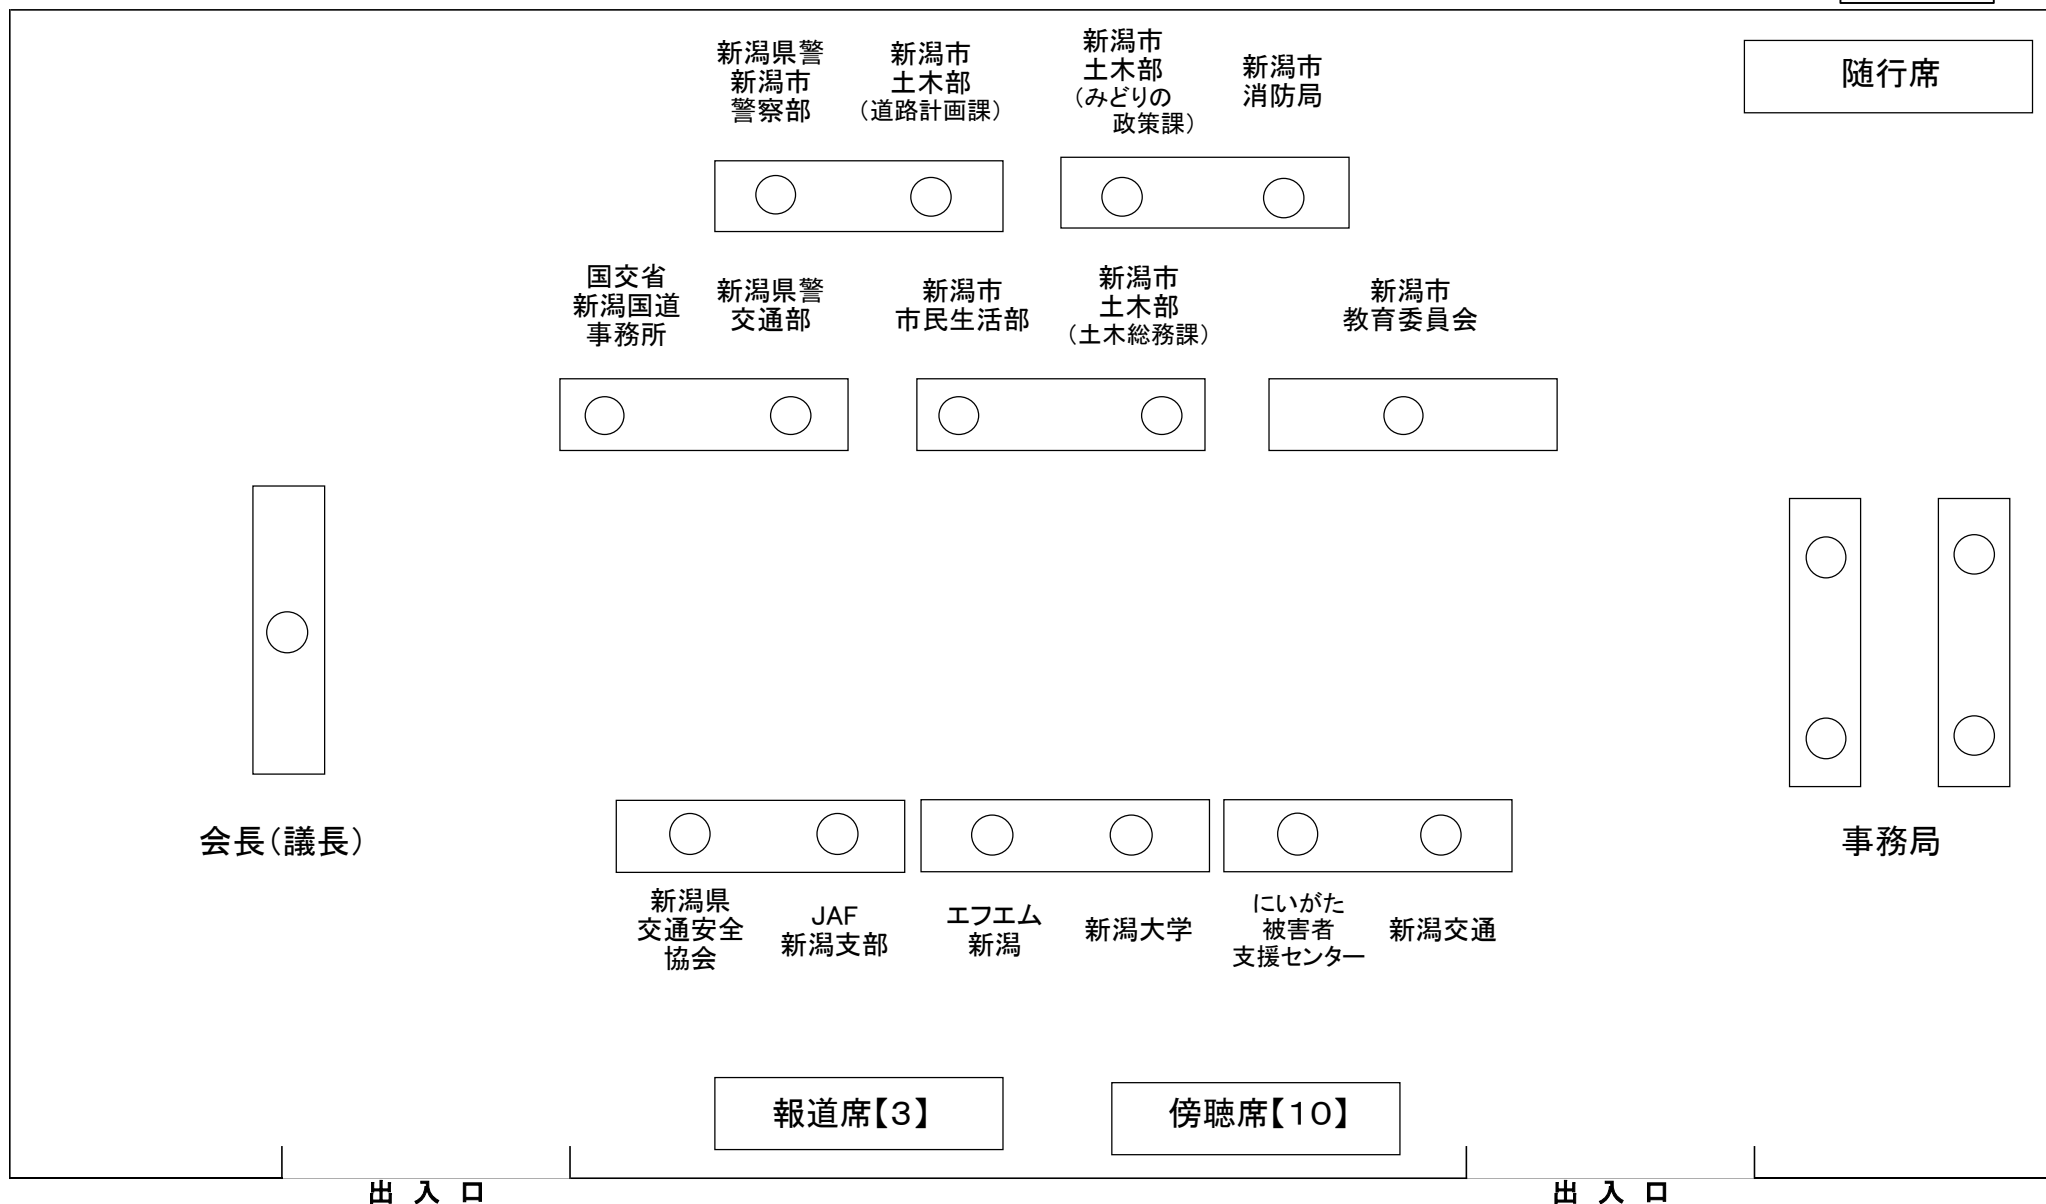 新潟県警
新潟市
警察部
新潟市
土木部
（道路計画課）
新潟市
土木部
（みどりの
政策課）
新潟市
消防局
随行席
国交省
新潟国道
事務所
新潟県警
交通部
新潟市
市民生活部
新潟市
土木部
（土木総務課）
新潟市
教育委員会
会長（議長）
事務局
新潟県
交通安全
協会
JAF
新潟支部
エフエム
新潟
新潟大学
にいがた
被害者
支援センター
新潟交通
報道席【３】
傍聴席【１０】
出 入 口
出 入 口